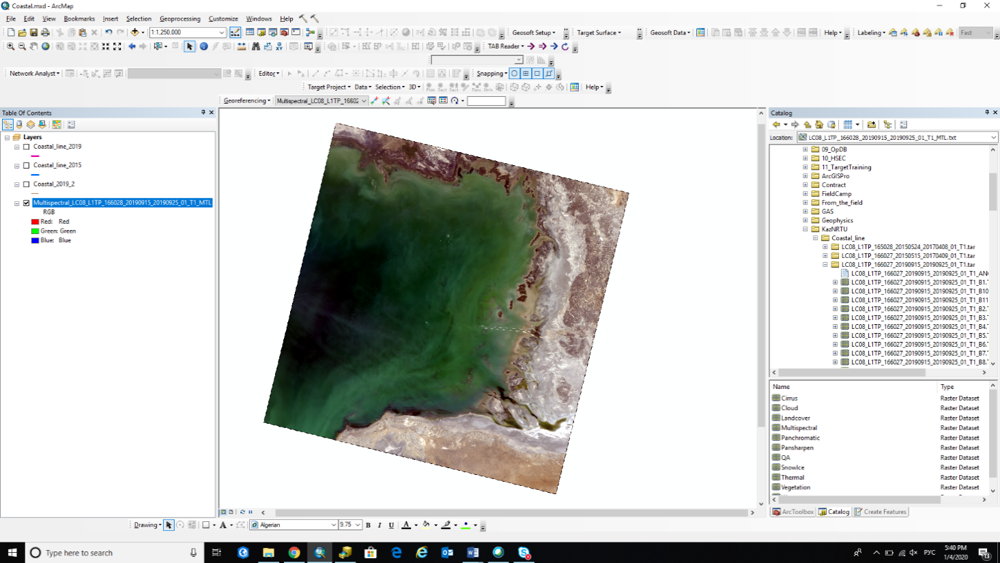 Coastal.mxd - ArcMap
File Edit View Bookmarks Insert Selection Geoprocessing Customize Windows Help
1:1,250,000 Geosoft Setup Target Surface Geosoft Data Help Labeling Fast
TAB Reader
Network Analyst Editor Snapping
Target Project Data Selection 3D Help
Georeferencing Multispectral_LC08_L1TP_16602
Table Of Contents
Layers
Coastal_line_2019
Coastal_line_2015
Coastal_2019_2
Multispectral_LC08_L1TP_166028_20190915_20190925_01_T1_MTL
RGB
Red: Red
Green: Green
Blue: Blue
Catalog
Location: LC08_L1TP_166028_20190915_20190925_01_T1_MTL.txt
09_OpDB
10_HSEC
11_TargetTraining
ArcGISPro
Contract
FieldCamp
From_the_field
GAS
Geophysics
KazNRTU
Coastal_line
LC08_L1TP_165028_20150524_20170408_01_T1.tar
LC08_L1TP_166028_20150515_20170409_01_T1.tar
LC08_L1TP_166027_20190915_20190925_01_T1.tar
LC08_L1TP_166027_20190915_20190925_01_T1_AN
LC08_L1TP_166027_20190915_20190925_01_T1_B1.
LC08_L1TP_166027_20190915_20190925_01_T1_B10
LC08_L1TP_166027_20190915_20190925_01_T1_B11
LC08_L1TP_166027_20190915_20190925_01_T1_B2.
LC08_L1TP_166027_20190915_20190925_01_T1_B3.
LC08_L1TP_166027_20190915_20190925_01_T1_B4.
LC08_L1TP_166027_20190915_20190925_01_T1_B5.
LC08_L1TP_166027_20190915_20190925_01_T1_B6.
LC08_L1TP_166027_20190915_20190925_01_T1_B7.
LC08_L1TP_166027_20190915_20190925_01_T1_B8.
Name Type
Cirrus Raster Dataset
Cloud Raster Dataset
Landcover Raster Dataset
Multispectral Raster Dataset
Panchromatic Raster Dataset
Pansharpen Raster Dataset
QA Raster Dataset
SnowIce Raster Dataset
Thermal Raster Dataset
Vegetation Raster Dataset
ArcToolbox Catalog Create Features
Drawing A Algerian 9.75 B I U A
Type here to search
РУС
5:40 PM
1/4/2020
13